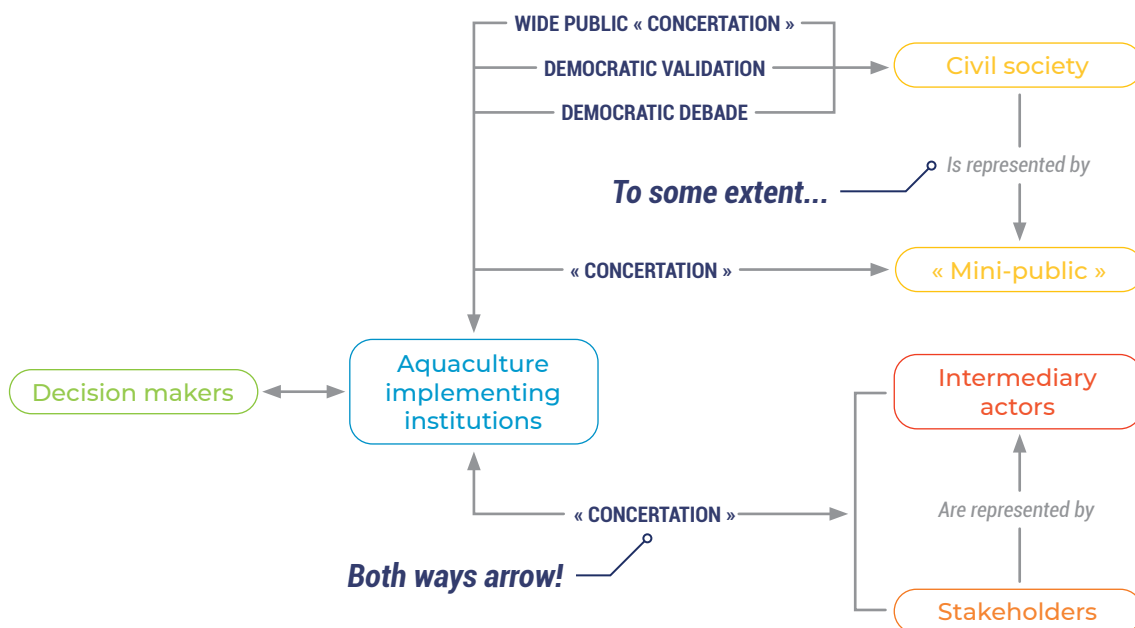 WIDE PUBLIC « CONCERTATION »
DEMOCRATIC VALIDATION
DEMOCRATIC DEBADE
Civil society
Is represented by
To some extent...
« CONCERTATION »
« Mini-public »
Decision makers
Aquaculture
implementing
institutions
Intermediary
actors
« CONCERTATION »
Are represented by
Both ways arrow!
Stakeholders